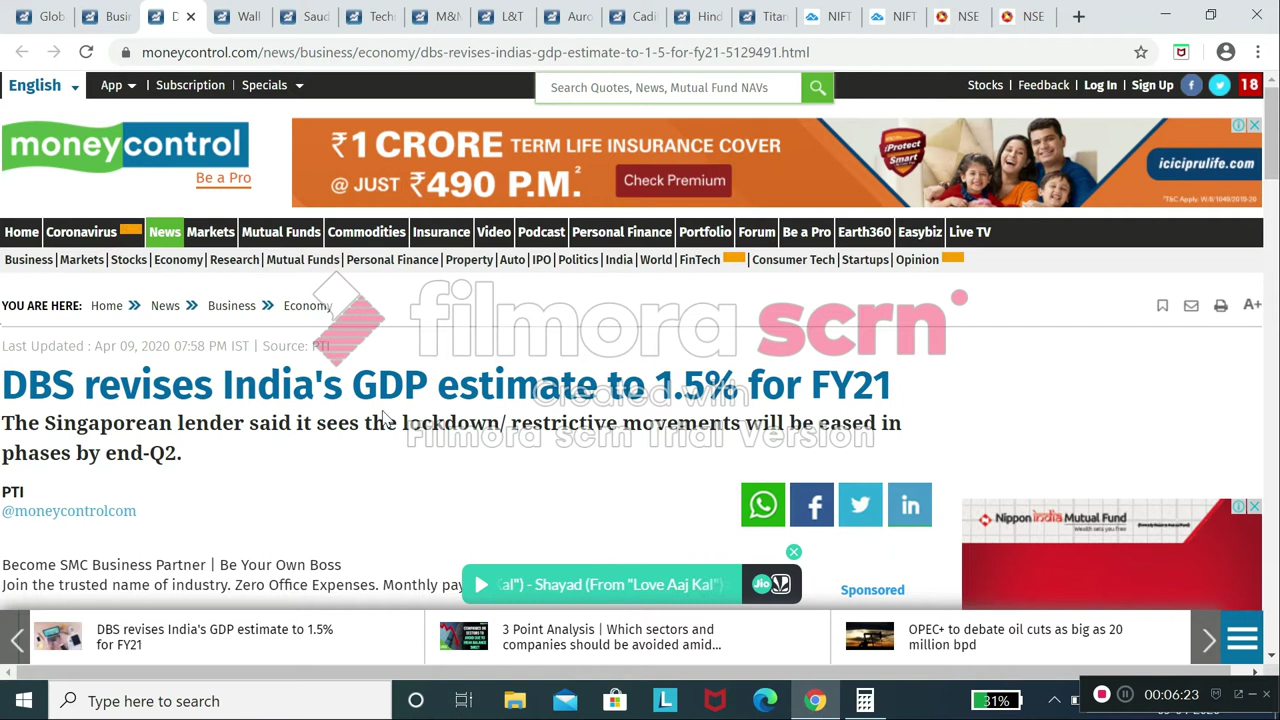 Glob
Busi
D
Wall
Saud
Tech
M&M
L&T
Auro
Cadi
Hind
Titan
NIFT
NIFT
NSE
NSE
moneycontrol.com/news/business/economy/dbs-revises-indias-gdp-estimate-to-1-5-for-fy21-5129491.html
English
App
Subscription
Specials
Search Quotes, News, Mutual Fund NAVs
Stocks
Feedback
Log In
Sign Up
18
moneycontrol
Be a Pro
₹1 CRORE TERM LIFE INSURANCE COVER
@ JUST ₹490 P.M.2
Check Premium
iProtect Smart
iciciprulife.com
Home
Coronavirus
News
Markets
Mutual Funds
Commodities
Insurance
Video
Podcast
Personal Finance
Portfolio
Forum
Be a Pro
Earth360
Easybiz
Live TV
Business | Markets | Stocks | Economy | Research | Mutual Funds | Personal Finance | Property | Auto | IPO | Politics | India | World | FinTech | Consumer Tech | Startups | Opinion
YOU ARE HERE: Home News Business Economy
A+
filmora scrn
Last Updated : Apr 09, 2020 07:58 PM IST | Source: PTI
DBS revises India's GDP estimate to 1.5% for FY21
Created with
Filmora scrn Trial Version
The Singaporean lender said it sees the lockdown/ restrictive movements will be eased in
phases by end-Q2.
PTI
@moneycontrolcom
Nippon india Mutual Fund
Become SMC Business Partner | Be Your Own Boss
Join the trusted name of industry. Zero Office Expenses. Monthly pay
Kal") - Shayad (From "Love Aaj Kal")
Jio
Sponsored
DBS revises India's GDP estimate to 1.5%
for FY21
3 Point Analysis | Which sectors and
companies should be avoided amid...
OPEC+ to debate oil cuts as big as 20
million bpd
Type here to search
31%
00:06:23